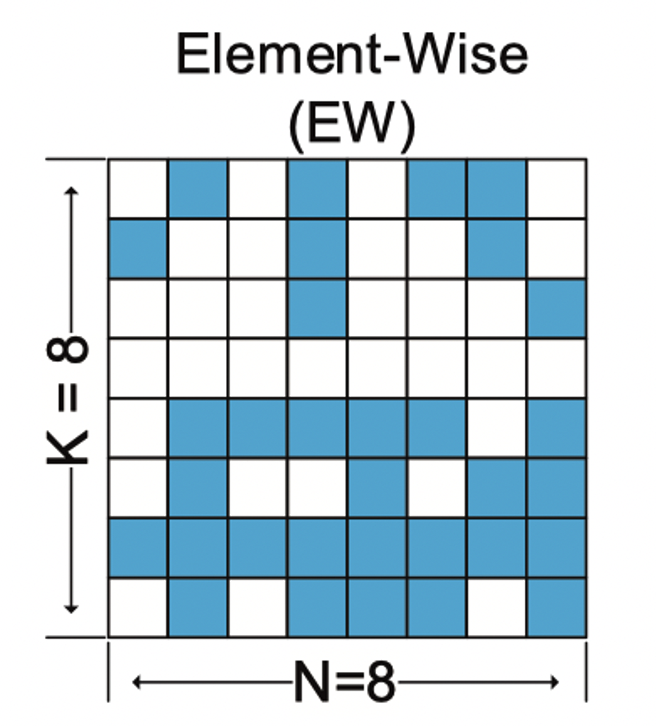 Element-Wise
(EW)
K = 8
N=8